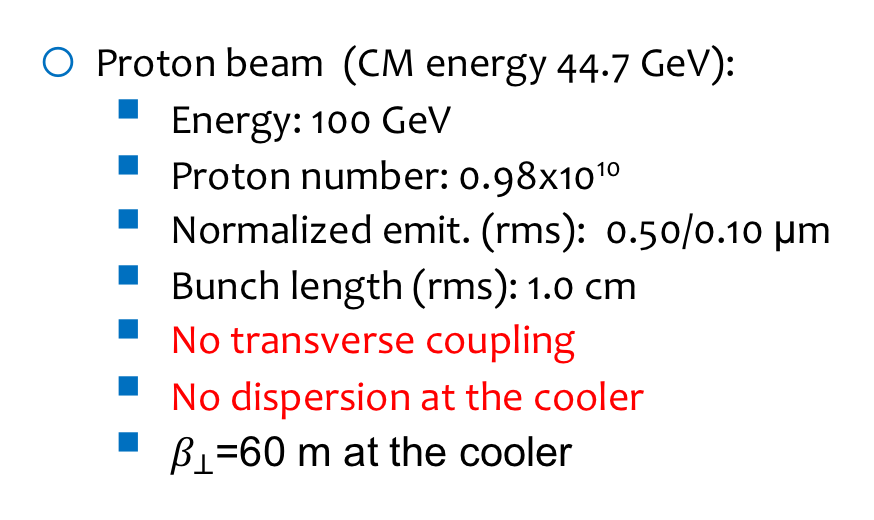 Proton beam (CM energy 44.7 GeV):
Energy: 100 GeV
Proton number: 0.98x10¹⁰
Normalized emit. (rms): 0.50/0.10 µm
Bunch length (rms): 1.0 cm
No transverse coupling
No dispersion at the cooler
𝛽⊥=60 m at the cooler